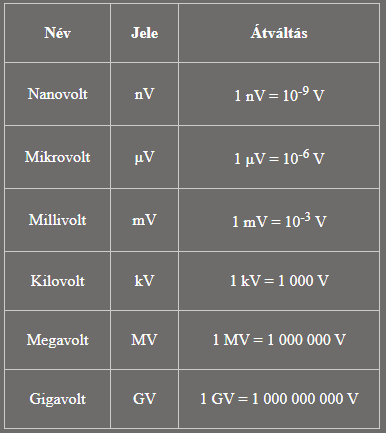 Név Jele Átváltás
Nanovolt nV 1 nV = 10⁻⁹ V
Mikrovolt μV 1 μV = 10⁻⁶ V
Millivolt mV 1 mV = 10⁻³ V
Kilovolt kV 1 kV = 1 000 V
Megavolt MV 1 MV = 1 000 000 V
Gigavolt GV 1 GV = 1 000 000 000 V